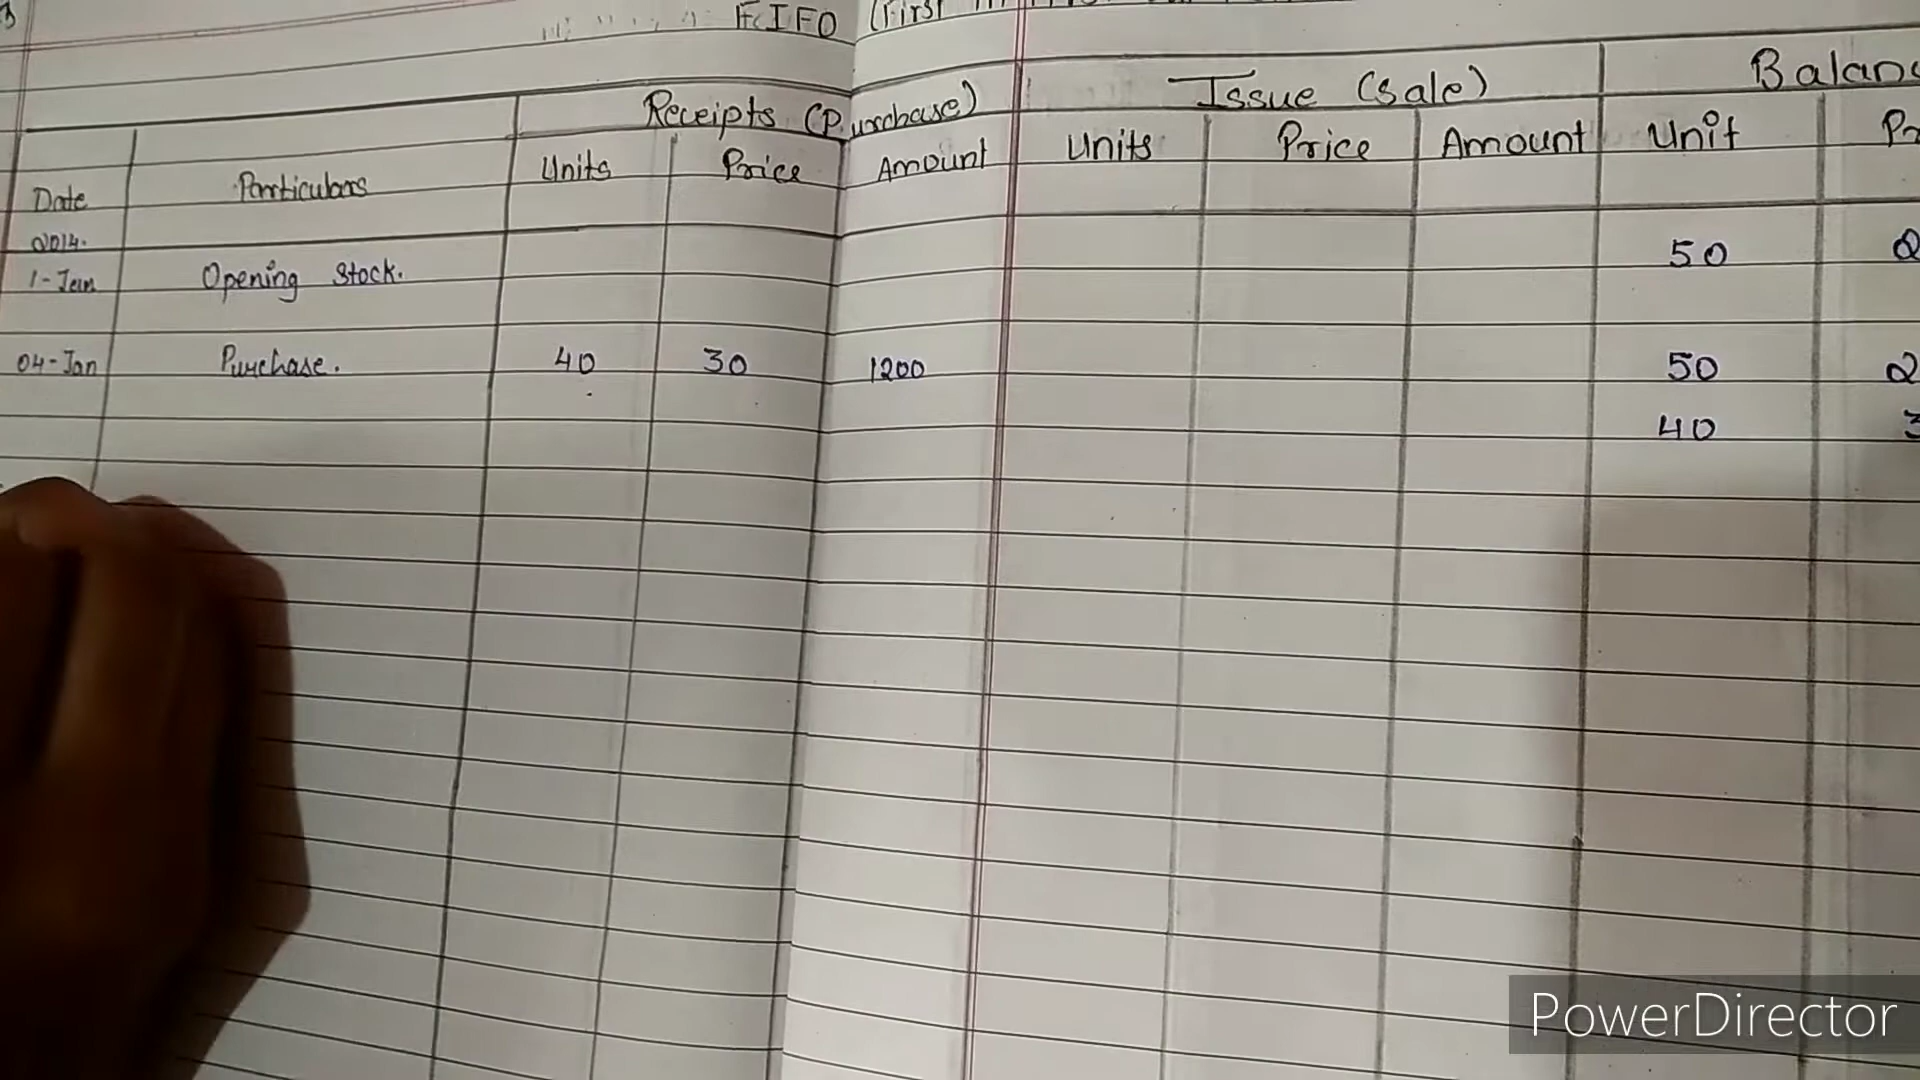 FIFO (First
Receipts (Purchase) Issue (Sale)
Date Particulars Units Price Amount Units Price Amount Unit
2014.
1-Jan Opening Stock. 50
04-Jan Purchase. 40 30 1200 50
40
PowerDirector